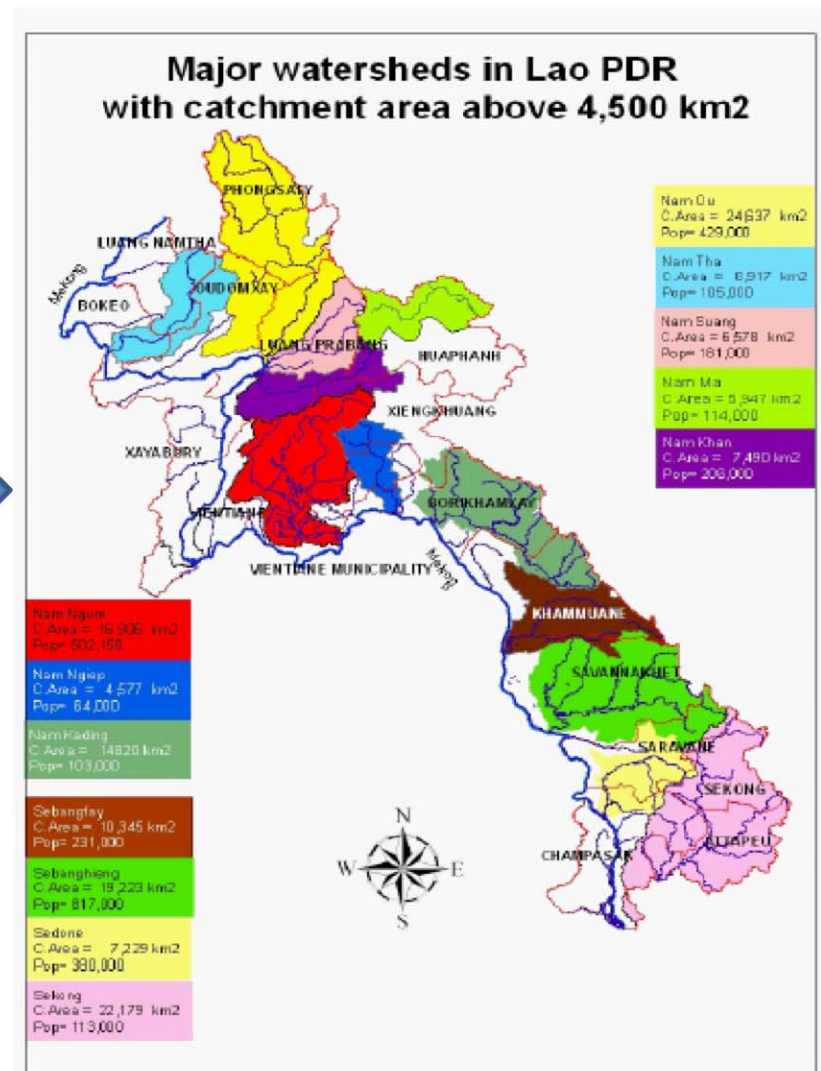 Major watersheds in Lao PDR
with catchment area above 4,500 km2
PHONGSALY
LUANG NAMTHA
Mekong
BOKEO
OUDOMXAY
LUANG PRABANG
HUAPHANH
XIENGKHUANG
XAYABURY
VIENTIANE
BORIKHAMXAY
VIENTIANE MUNICIPALITY
Mekong
KHAMMUANE
SAVANNAKHET
SARAVANE
SEKONG
ATTAPEU
CHAMPASAK
Nam Ou
C.Area = 24,637 km2
Pop= 429,000
Nam Tha
C.Area = 8,917 km2
Pop= 105,000
Nam Suang
C.Area = 6,578 km2
Pop= 181,000
Nam Ma
C.Area = 5,947 km2
Pop= 114,000
Nam Khan
C.Area = 7,490 km2
Pop= 206,000
Nam Ngum
C.Area = 16,906 km2
Pop= 502,150
Nam Ngiep
C.Area = 4,577 km2
Pop= 64,000
Nam Kading
C.Area = 14820 km2
Pop= 103,000
Sebangfay
C.Area = 10,345 km2
Pop= 231,000
Sebanghieng
C.Area = 19,223 km2
Pop= 617,000
Sedone
C.Area = 7,229 km2
Pop= 380,000
Sekong
C.Area = 22,179 km2
Pop= 113,000
N
W E
S